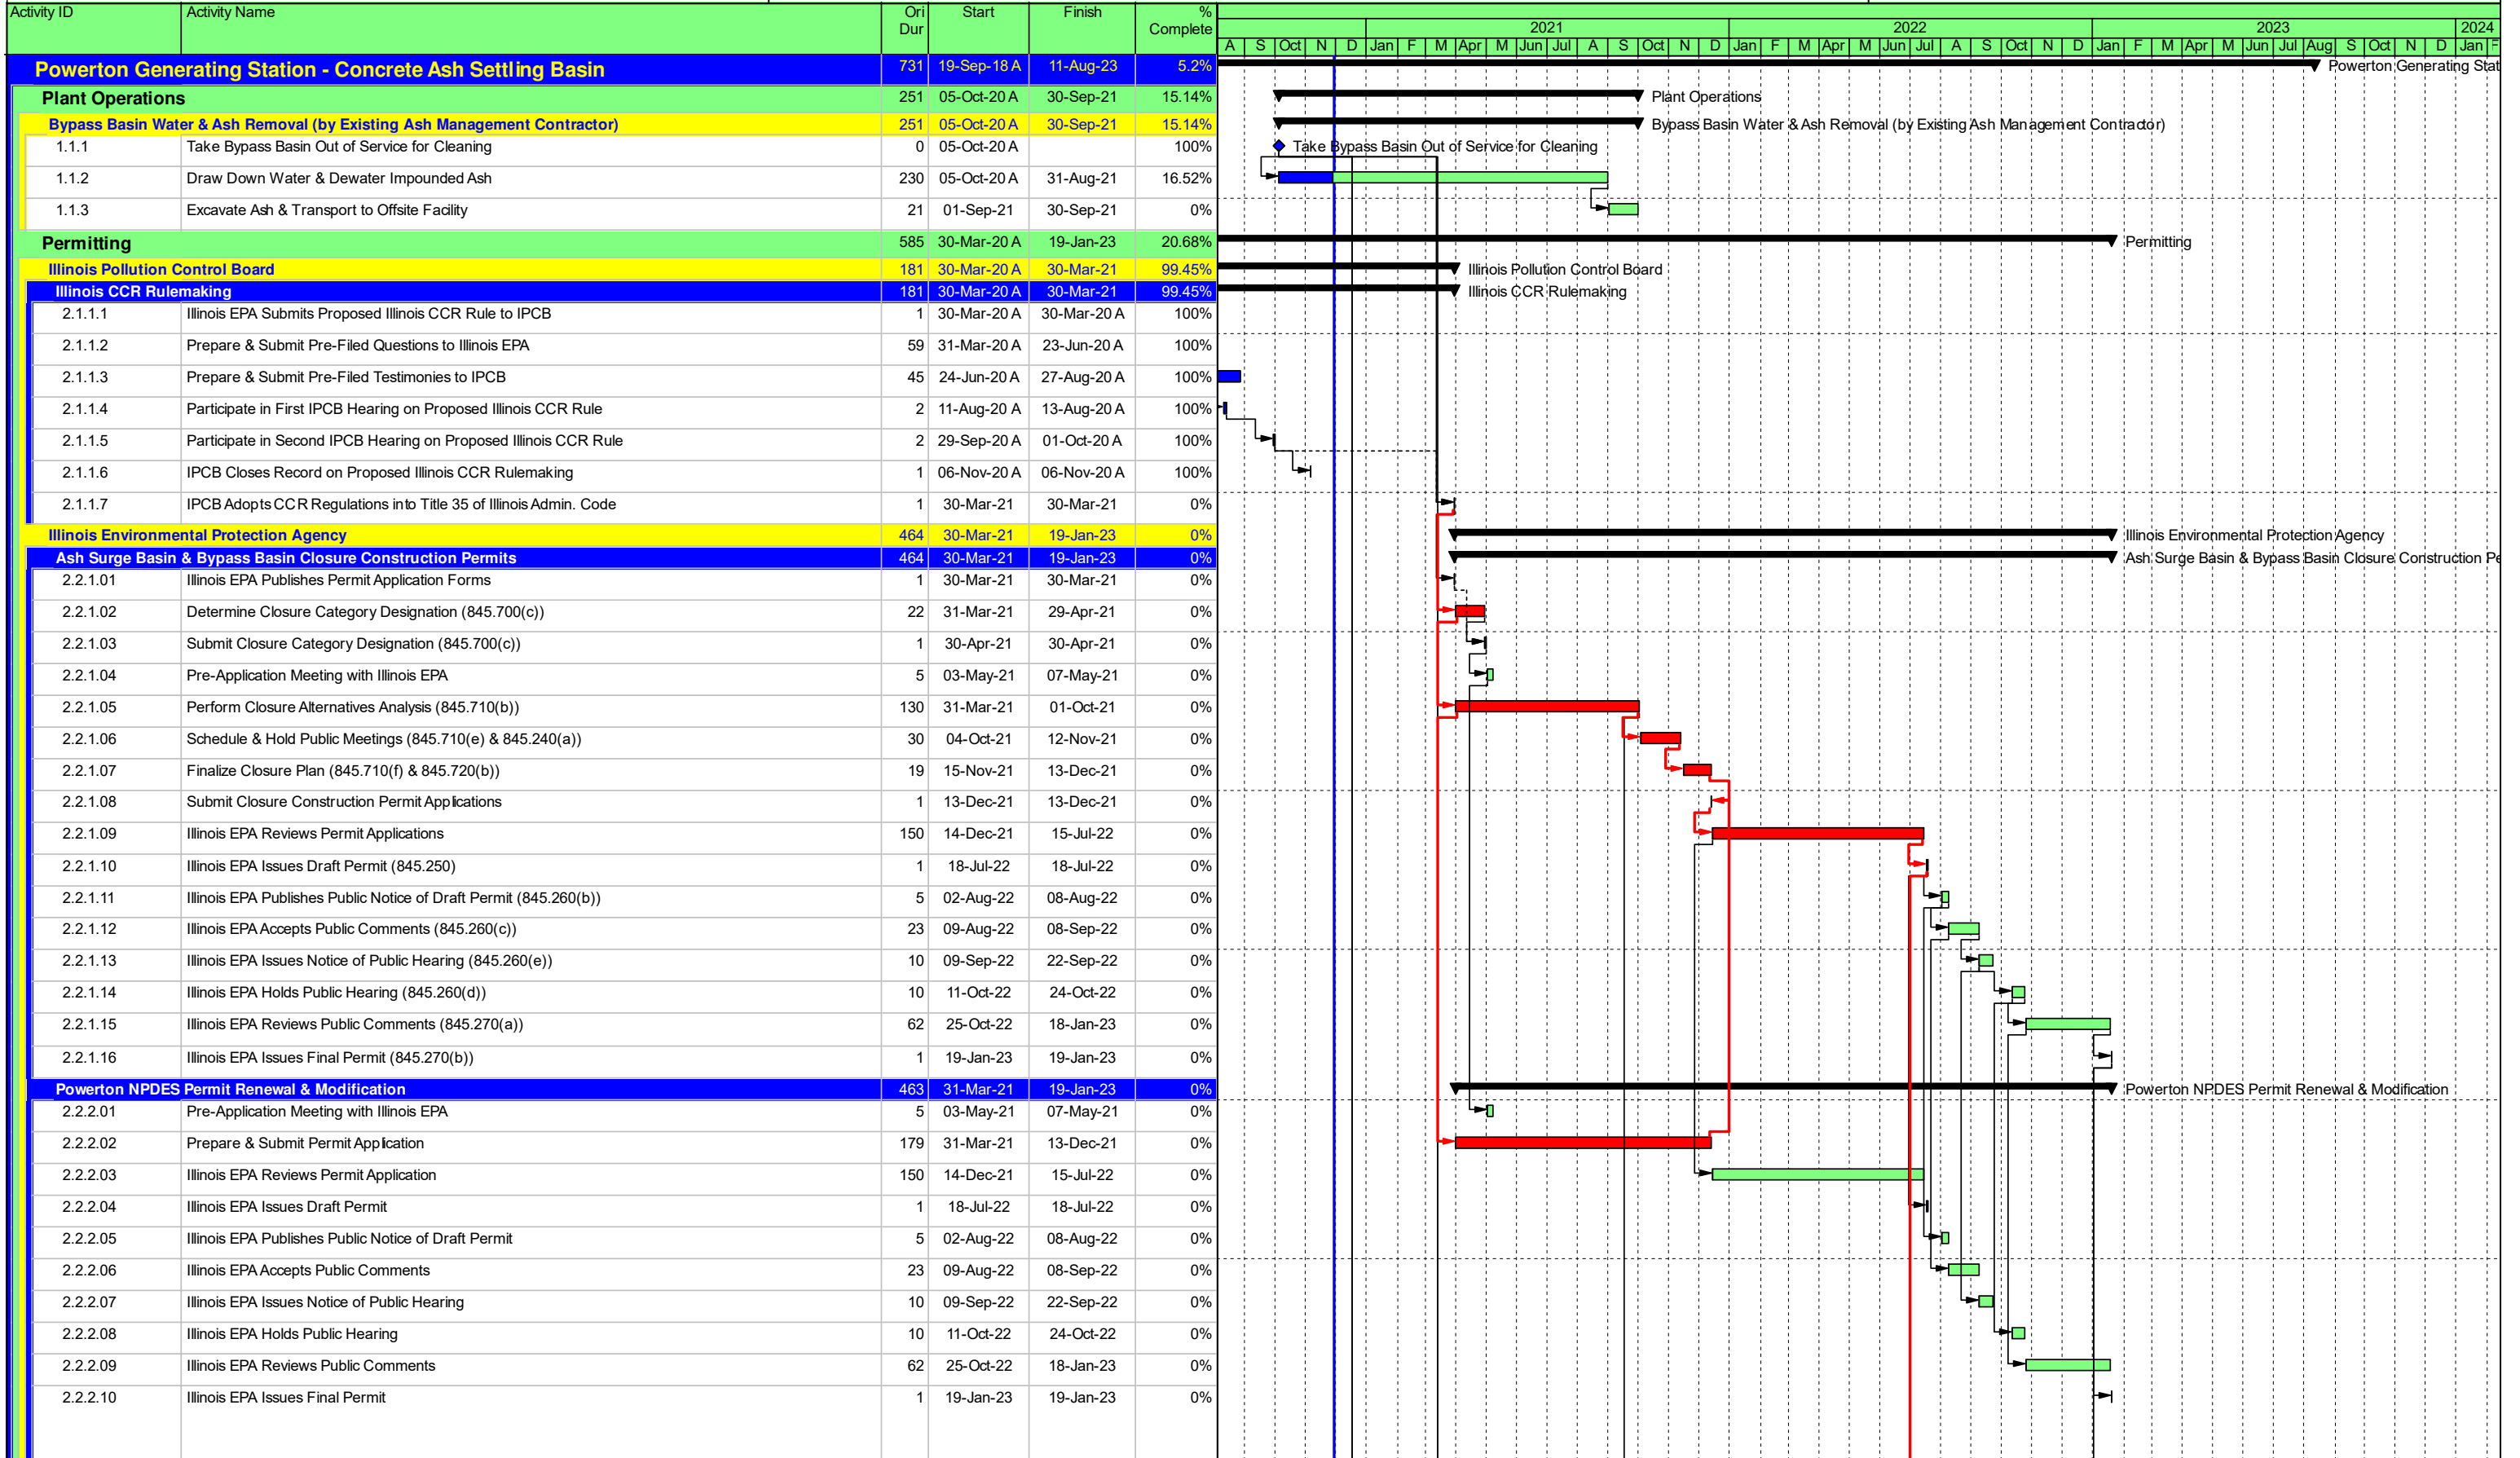 Activity ID Activity Name Ori Dur Start Finish % Complete
2021 2022 2023 2024
A S Oct N D Jan F M Apr M Jun Jul A S Oct N D Jan F M Apr M Jun Jul A S Oct N D Jan F M Apr M Jun Jul Aug S Oct N D Jan F
Powerton Generating Station - Concrete Ash Settling Basin 731 19-Sep-18 A 11-Aug-23 5.2% Powerton Generating Stat
Plant Operations 251 05-Oct-20 A 30-Sep-21 15.14% Plant Operations
Bypass Basin Water & Ash Removal (by Existing Ash Management Contractor) 251 05-Oct-20 A 30-Sep-21 15.14% Bypass Basin Water & Ash Removal (by Existing Ash Management Contractor)
1.1.1 Take Bypass Basin Out of Service for Cleaning 0 05-Oct-20 A 100% Take Bypass Basin Out of Service for Cleaning
1.1.2 Draw Down Water & Dewater Impounded Ash 230 05-Oct-20 A 31-Aug-21 16.52%
1.1.3 Excavate Ash & Transport to Offsite Facility 21 01-Sep-21 30-Sep-21 0%
Permitting 585 30-Mar-20 A 19-Jan-23 20.68% Permitting
Illinois Pollution Control Board 181 30-Mar-20 A 30-Mar-21 99.45% Illinois Pollution Control Board
Illinois CCR Rulemaking 181 30-Mar-20 A 30-Mar-21 99.45% Illinois CCR Rulemaking
2.1.1.1 Illinois EPA Submits Proposed Illinois CCR Rule to IPCB 1 30-Mar-20 A 30-Mar-20 A 100%
2.1.1.2 Prepare & Submit Pre-Filed Questions to Illinois EPA 59 31-Mar-20 A 23-Jun-20 A 100%
2.1.1.3 Prepare & Submit Pre-Filed Testimonies to IPCB 45 24-Jun-20 A 27-Aug-20 A 100%
2.1.1.4 Participate in First IPCB Hearing on Proposed Illinois CCR Rule 2 11-Aug-20 A 13-Aug-20 A 100%
2.1.1.5 Participate in Second IPCB Hearing on Proposed Illinois CCR Rule 2 29-Sep-20 A 01-Oct-20 A 100%
2.1.1.6 IPCB Closes Record on Proposed Illinois CCR Rulemaking 1 06-Nov-20 A 06-Nov-20 A 100%
2.1.1.7 IPCB Adopts CCR Regulations into Title 35 of Illinois Admin. Code 1 30-Mar-21 30-Mar-21 0%
Illinois Environmental Protection Agency 464 30-Mar-21 19-Jan-23 0% Illinois Environmental Protection Agency
Ash Surge Basin & Bypass Basin Closure Construction Permits 464 30-Mar-21 19-Jan-23 0% Ash Surge Basin & Bypass Basin Closure Construction Pe
2.2.1.01 Illinois EPA Publishes Permit Application Forms 1 30-Mar-21 30-Mar-21 0%
2.2.1.02 Determine Closure Category Designation (845.700(c)) 22 31-Mar-21 29-Apr-21 0%
2.2.1.03 Submit Closure Category Designation (845.700(c)) 1 30-Apr-21 30-Apr-21 0%
2.2.1.04 Pre-Application Meeting with Illinois EPA 5 03-May-21 07-May-21 0%
2.2.1.05 Perform Closure Alternatives Analysis (845.710(b)) 130 31-Mar-21 01-Oct-21 0%
2.2.1.06 Schedule & Hold Public Meetings (845.710(e) & 845.240(a)) 30 04-Oct-21 12-Nov-21 0%
2.2.1.07 Finalize Closure Plan (845.710(f) & 845.720(b)) 19 15-Nov-21 13-Dec-21 0%
2.2.1.08 Submit Closure Construction Permit Applications 1 13-Dec-21 13-Dec-21 0%
2.2.1.09 Illinois EPA Reviews Permit Applications 150 14-Dec-21 15-Jul-22 0%
2.2.1.10 Illinois EPA Issues Draft Permit (845.250) 1 18-Jul-22 18-Jul-22 0%
2.2.1.11 Illinois EPA Publishes Public Notice of Draft Permit (845.260(b)) 5 02-Aug-22 08-Aug-22 0%
2.2.1.12 Illinois EPA Accepts Public Comments (845.260(c)) 23 09-Aug-22 08-Sep-22 0%
2.2.1.13 Illinois EPA Issues Notice of Public Hearing (845.260(e)) 10 09-Sep-22 22-Sep-22 0%
2.2.1.14 Illinois EPA Holds Public Hearing (845.260(d)) 10 11-Oct-22 24-Oct-22 0%
2.2.1.15 Illinois EPA Reviews Public Comments (845.270(a)) 62 25-Oct-22 18-Jan-23 0%
2.2.1.16 Illinois EPA Issues Final Permit (845.270(b)) 1 19-Jan-23 19-Jan-23 0%
Powerton NPDES Permit Renewal & Modification 463 31-Mar-21 19-Jan-23 0% Powerton NPDES Permit Renewal & Modification
2.2.2.01 Pre-Application Meeting with Illinois EPA 5 03-May-21 07-May-21 0%
2.2.2.02 Prepare & Submit Permit Application 179 31-Mar-21 13-Dec-21 0%
2.2.2.03 Illinois EPA Reviews Permit Application 150 14-Dec-21 15-Jul-22 0%
2.2.2.04 Illinois EPA Issues Draft Permit 1 18-Jul-22 18-Jul-22 0%
2.2.2.05 Illinois EPA Publishes Public Notice of Draft Permit 5 02-Aug-22 08-Aug-22 0%
2.2.2.06 Illinois EPA Accepts Public Comments 23 09-Aug-22 08-Sep-22 0%
2.2.2.07 Illinois EPA Issues Notice of Public Hearing 10 09-Sep-22 22-Sep-22 0%
2.2.2.08 Illinois EPA Holds Public Hearing 10 11-Oct-22 24-Oct-22 0%
2.2.2.09 Illinois EPA Reviews Public Comments 62 25-Oct-22 18-Jan-23 0%
2.2.2.10 Illinois EPA Issues Final Permit 1 19-Jan-23 19-Jan-23 0%